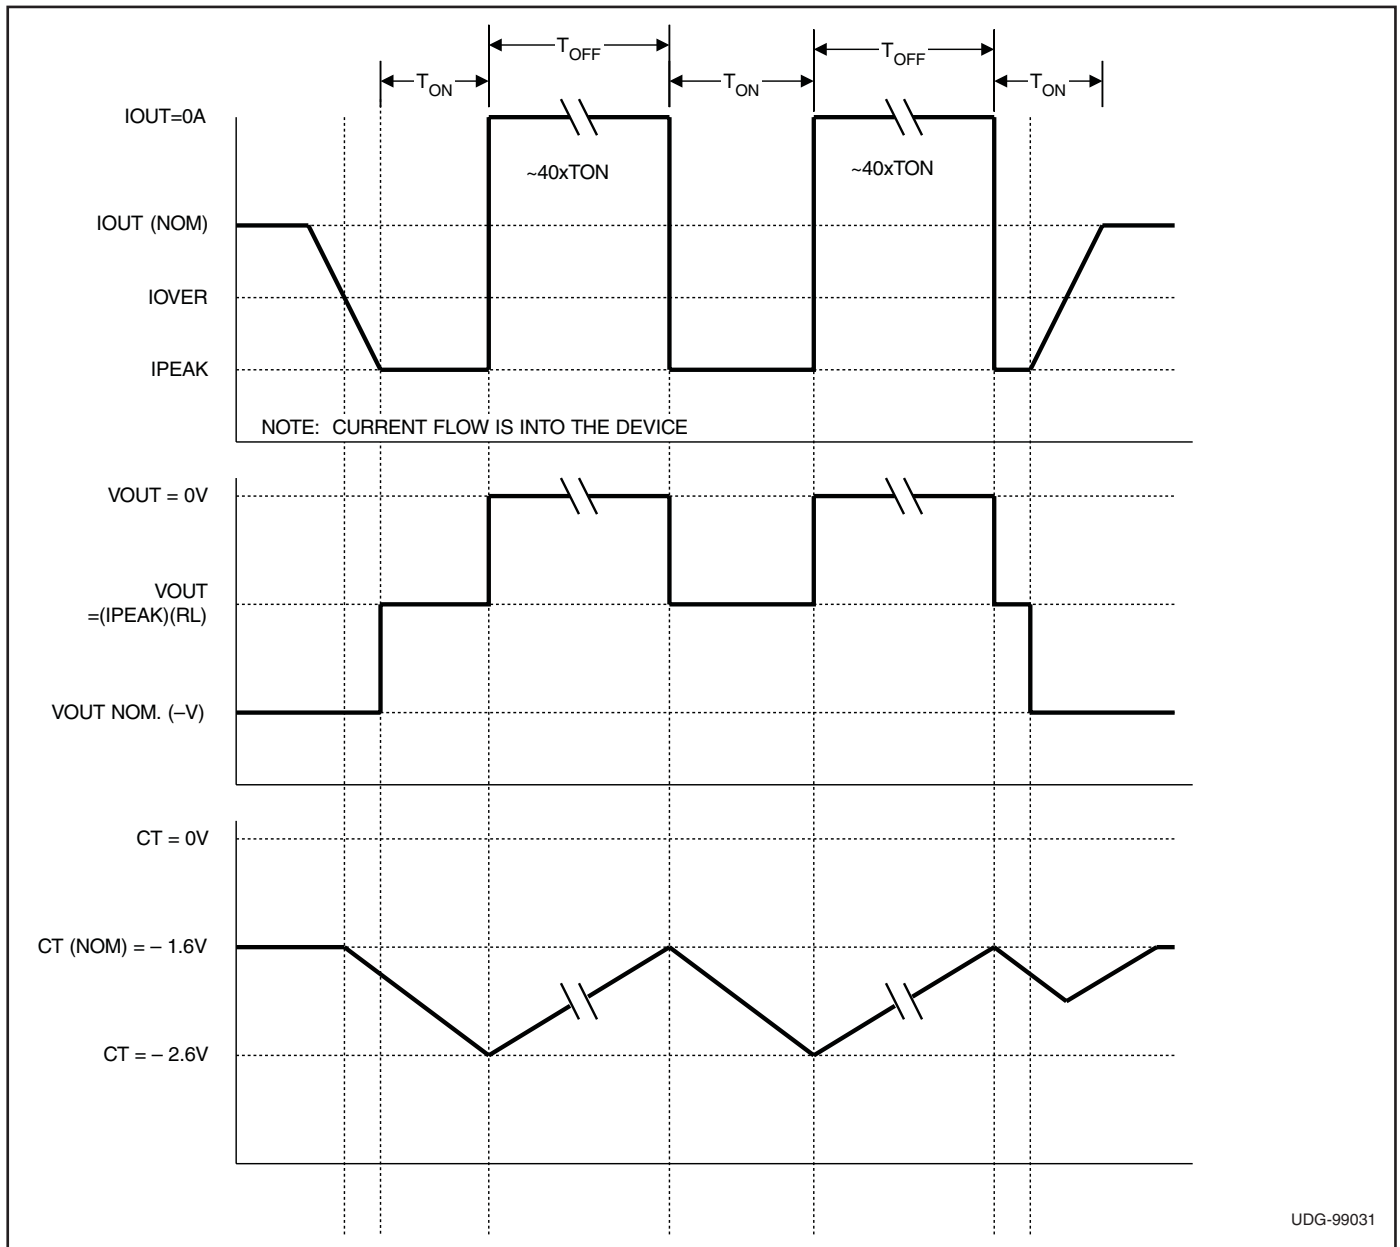 TOFF
TOFF
TON
TON
TON
IOUT=0A
~40xTON
~40xTON
IOUT (NOM)
IOVER
IPEAK
NOTE: CURRENT FLOW IS INTO THE DEVICE
VOUT = 0V
VOUT
=(IPEAK)(RL)
VOUT NOM. (–V)
CT = 0V
CT (NOM) = – 1.6V
CT = – 2.6V
UDG-99031